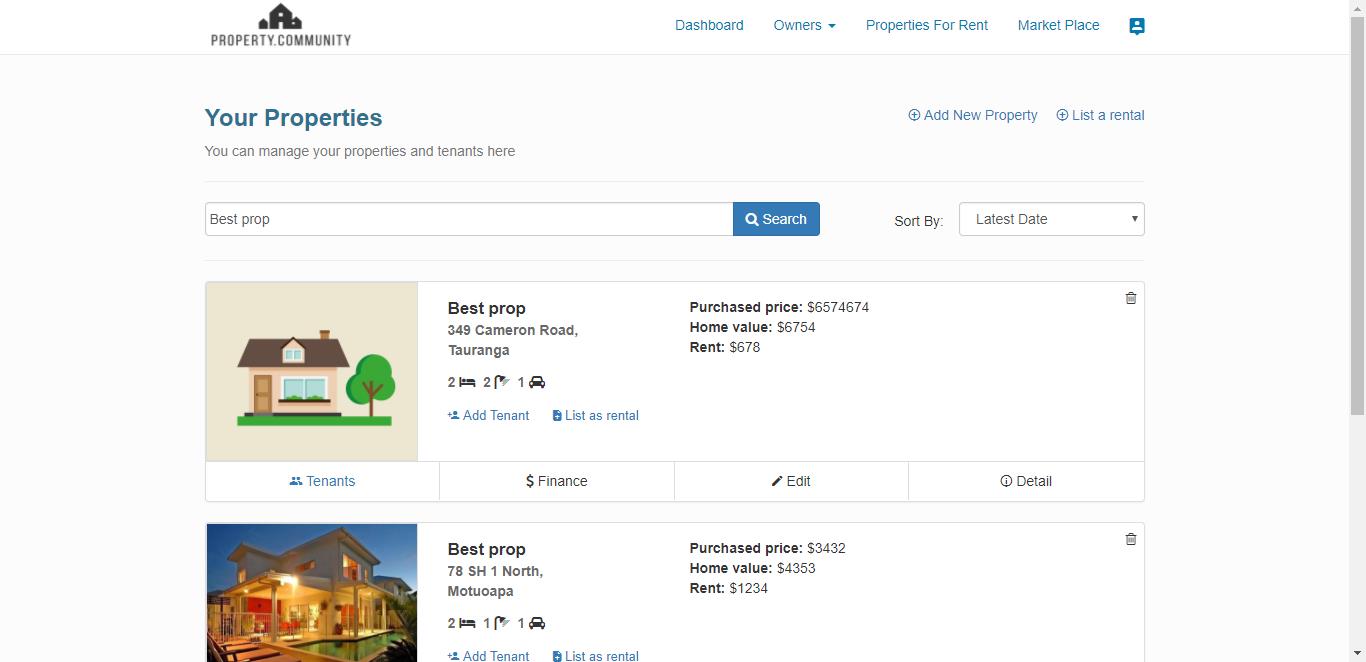 PROPERTY.COMMUNITY
Dashboard Owners Properties For Rent Market Place
Your Properties
Add New Property List a rental
You can manage your properties and tenants here
Best prop Search Sort By: Latest Date
Best prop
349 Cameron Road,
Tauranga
2 2 1
Add Tenant List as rental
Purchased price: $6574674
Home value: $6754
Rent: $678
Tenants $ Finance Edit Detail
Best prop
78 SH 1 North,
Motuoapa
2 1 1
Add Tenant List as rental
Purchased price: $3432
Home value: $4353
Rent: $1234